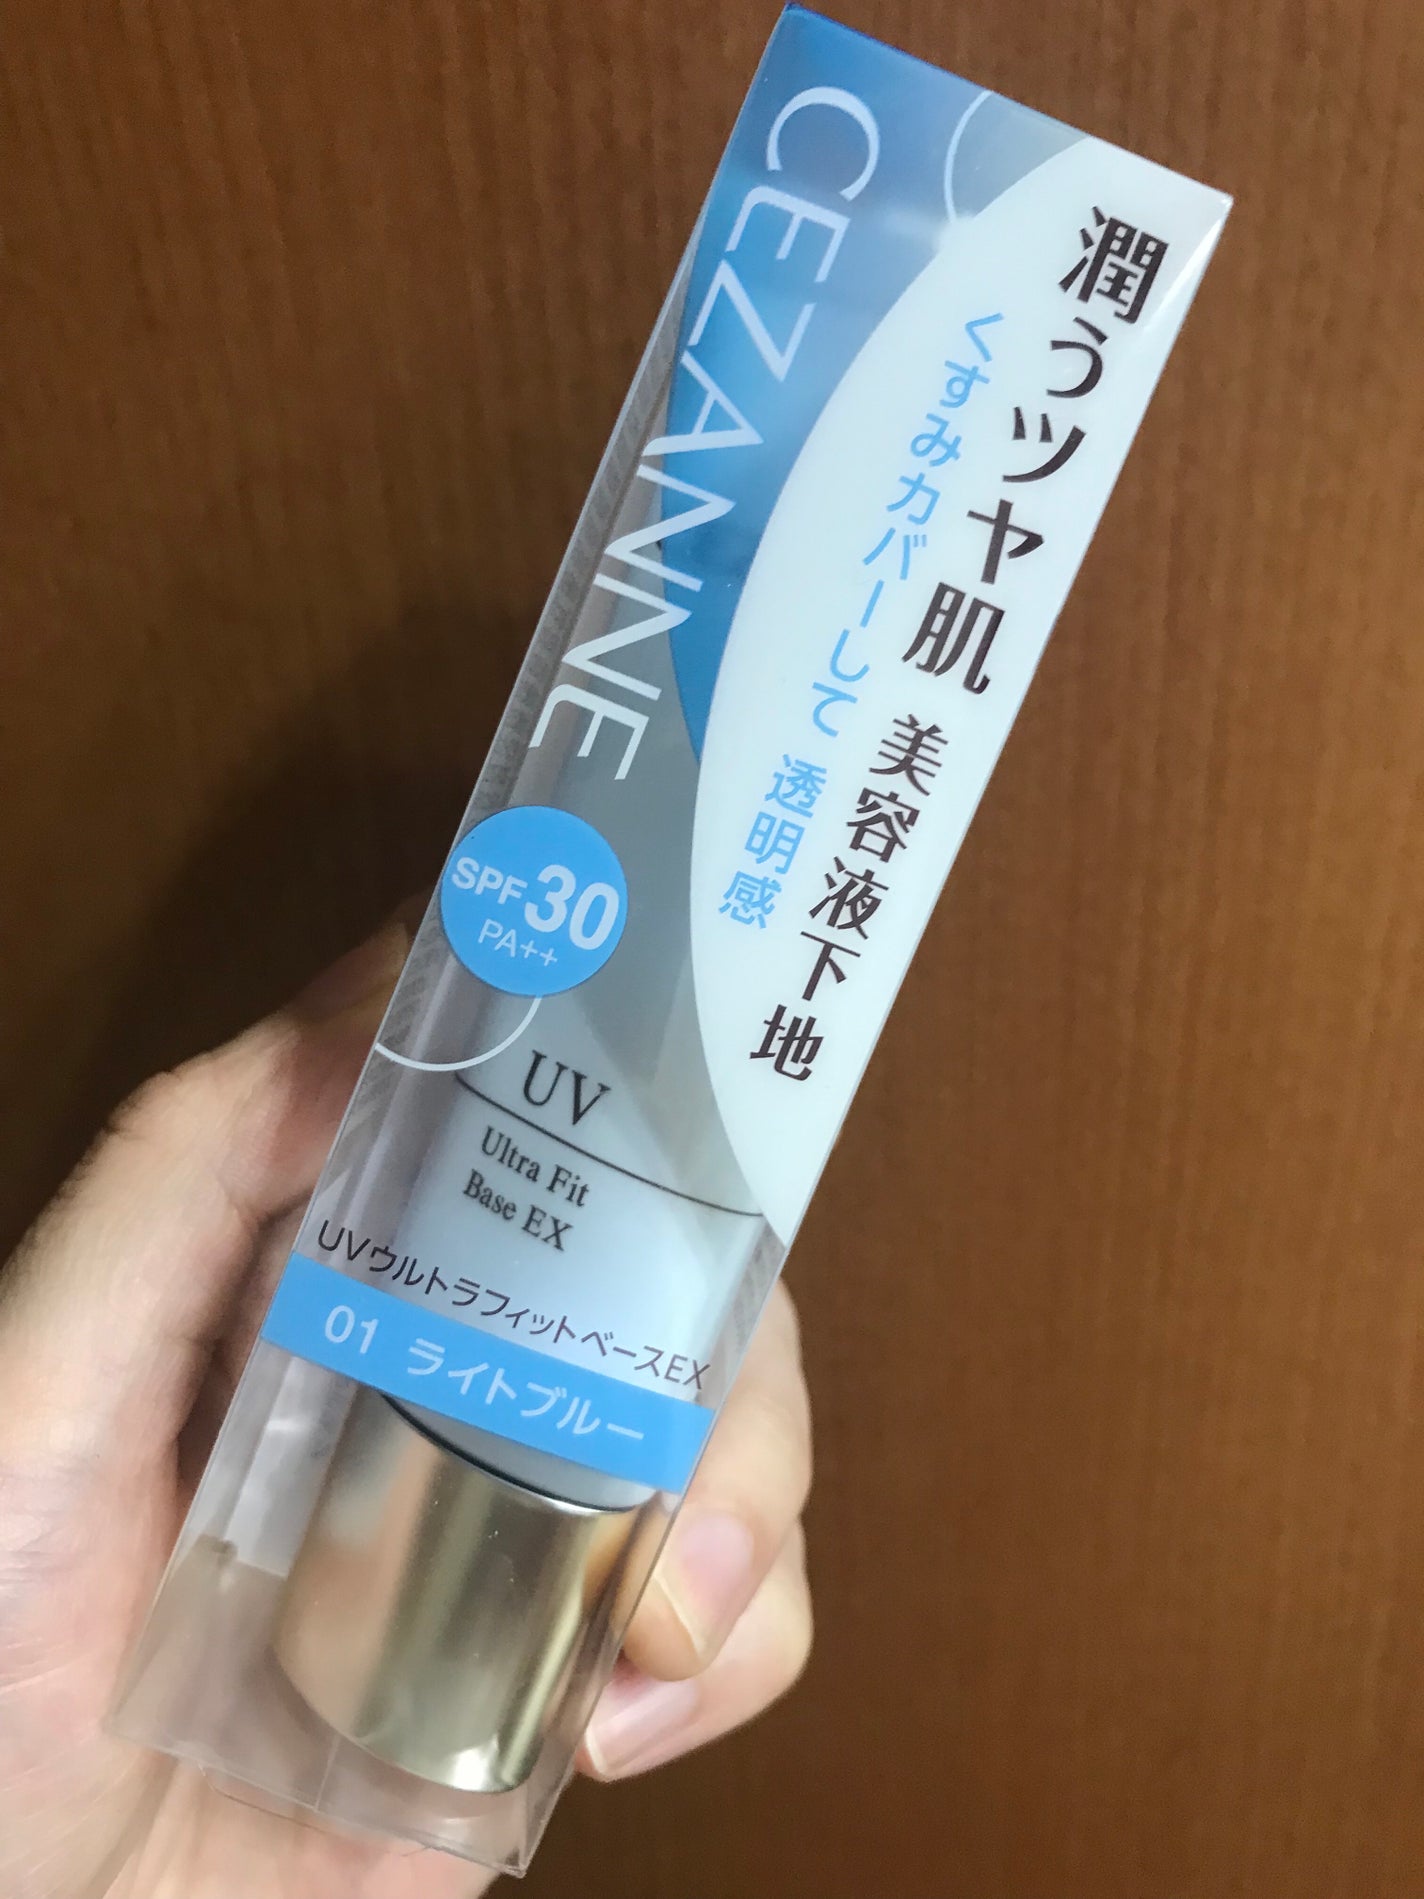 CEZANNE
潤うツヤ肌 美容液下地
くすみカバーして 透明感
SPF30
PA++
UV
Ultra Fit
Base EX
UVウルトラフィットベースEX
01 ライトブルー